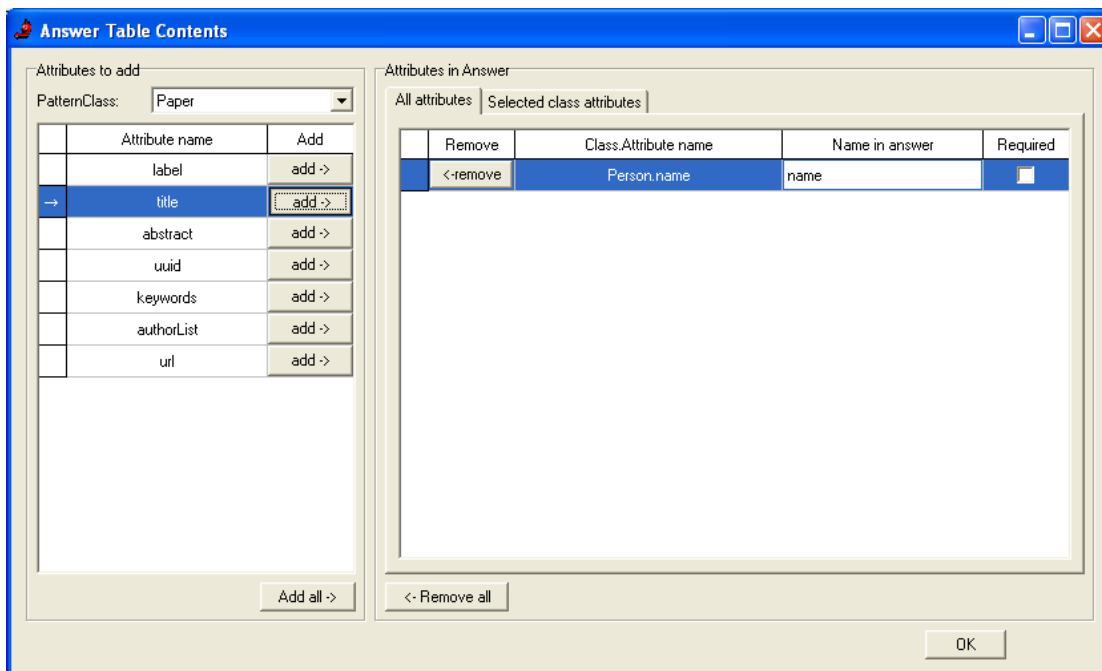 Answer Table Contents
Attributes to add
PatternClass: Paper
Attribute name Add
label add ->
→ title add ->
abstract add ->
uuid add ->
keywords add ->
authorList add ->
url add ->
Add all ->
Attributes in Answer
All attributes Selected class attributes
Remove Class.Attribute name Name in answer Required
<-remove Person.name name
<- Remove all
OK